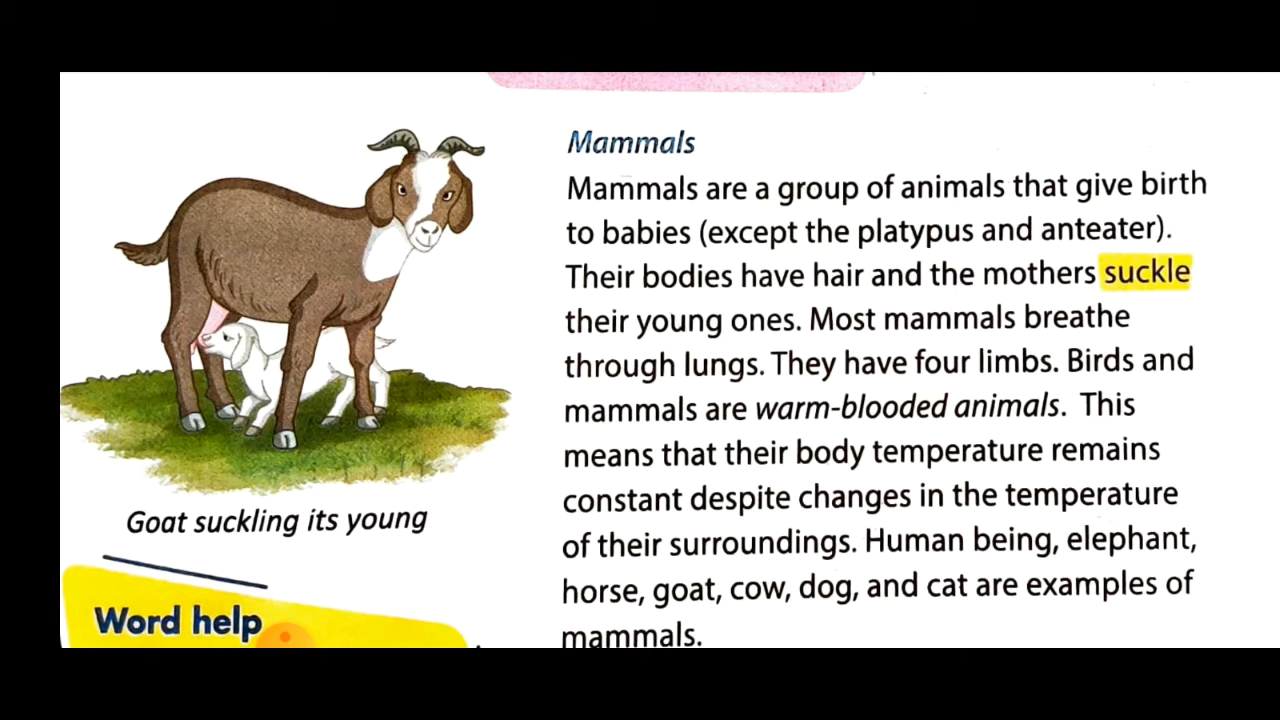 Mammals
Mammals are a group of animals that give birth
to babies (except the platypus and anteater).
Their bodies have hair and the mothers suckle
their young ones. Most mammals breathe
through lungs. They have four limbs. Birds and
mammals are warm-blooded animals. This
means that their body temperature remains
constant despite changes in the temperature
of their surroundings. Human being, elephant,
horse, goat, cow, dog, and cat are examples of
mammals.
Goat suckling its young
Word help